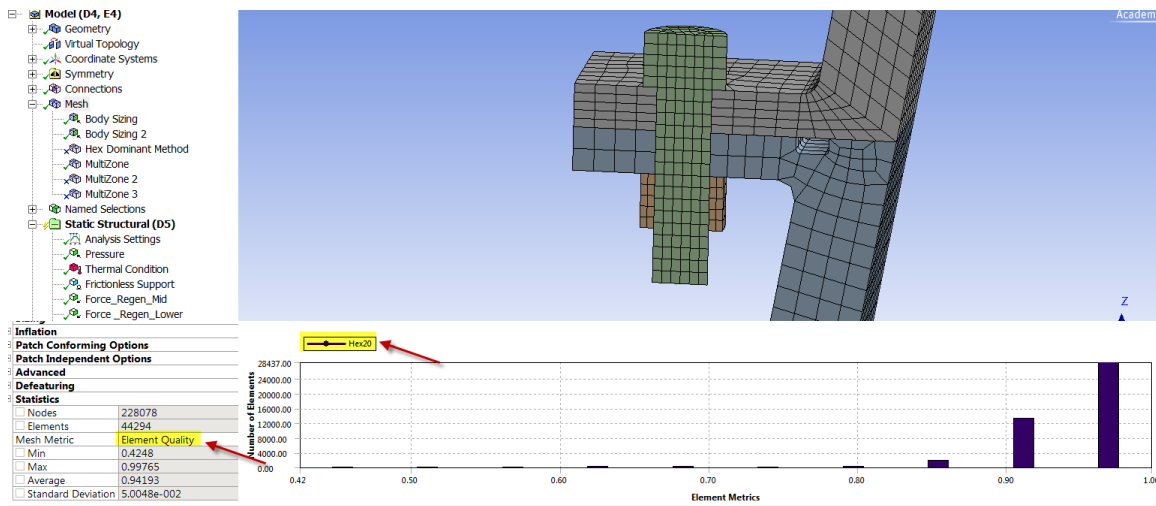 Model (D4, E4)
Geometry
Virtual Topology
Coordinate Systems
Symmetry
Connections
Mesh
Body Sizing
Body Sizing 2
Hex Dominant Method
MultiZone
MultiZone 2
MultiZone 3
Named Selections
Static Structural (D5)
Analysis Settings
Pressure
Thermal Condition
Frictionless Support
Force_Regen_Mid
Force _Regen_Lower
Academ
Z
Inflation
Patch Conforming Options
Patch Independent Options
Advanced
Defeaturing
Statistics
Nodes 228078
Elements 44294
Mesh Metric Element Quality
Min 0.4248
Max 0.99765
Average 0.94193
Standard Deviation 5.0048e-002
Hex20
Number of Elements
28437.00
24000.00
20000.00
16000.00
12000.00
8000.00
4000.00
0.00
0.42 0.50 0.60 0.70 0.80 0.90 1.00
Element Metrics